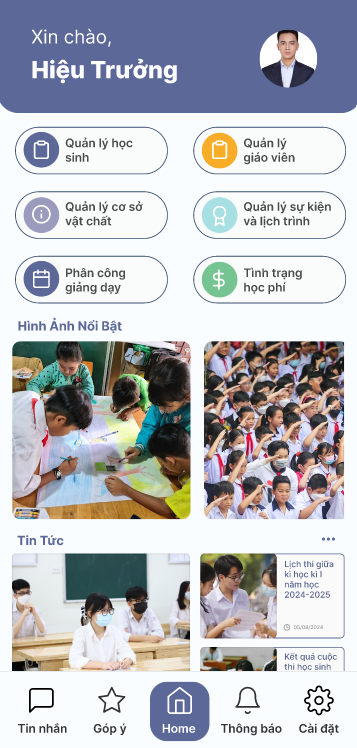 Xin chào,
Hiệu Trưởng
Quản lý học
sinh
Quản lý
giáo viên
Quản lý cơ sở
vật chất
Quản lý sự kiện
và lịch trình
Phân công
giảng dạy
Tình trạng
học phí
Hình Ảnh Nổi Bật
Tin Tức
Lịch thi giữa
kì học kì I
năm học
2024-2025
05/08/2024
Kết quả cuộc
thi học sinh
Tin nhắn
Góp ý
Home
Thông báo
Cài đặt